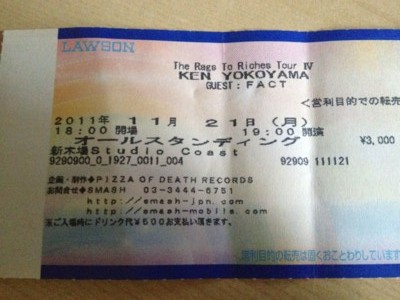 LAWSON
The Rags To Riches Tour Ⅳ
KEN YOKOYAMA
GUEST:FACT
<営利目的での転売
2011年 11月 21日(月)
18:00 開場 19:00 開演
オールスタンディング ¥3,000
新木場Studio Coast
9290900_0_1927_0011_004 92909 111121
企画・制作◆PIZZA OF DEATH RECORDS
お問合せ◆SMASH 03-3444-6751
http://smash-jpn.com
http://smash-mobile.com
ご入場時にドリンク代¥500お支払い頂きます。
営利目的の転売は固くおことわりしています